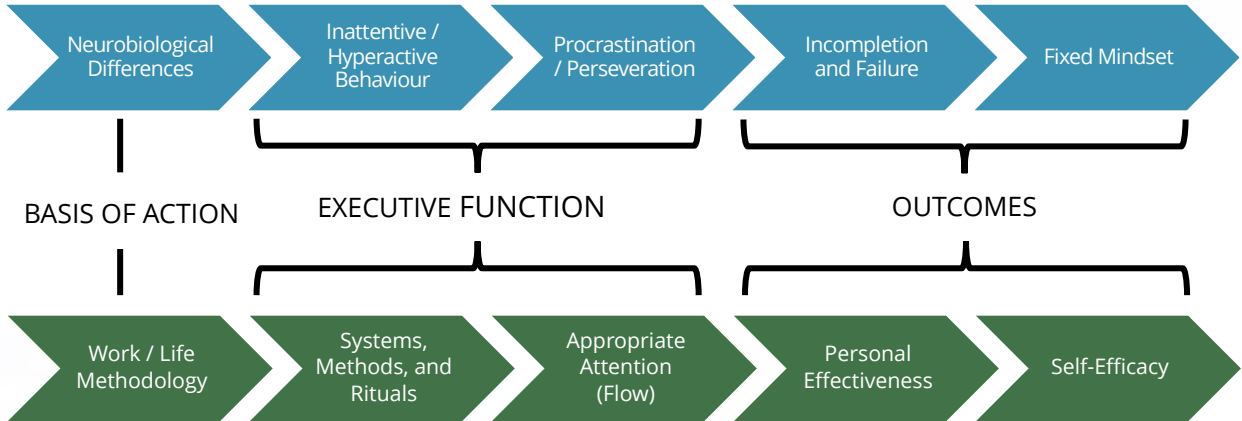 Neurobiological
Differences
Inattentive /
Hyperactive
Behaviour
Procrastination
/ Perseveration
Incompletion
and Failure
Fixed Mindset
BASIS OF ACTION
EXECUTIVE FUNCTION
OUTCOMES
Work / Life
Methodology
Systems,
Methods, and
Rituals
Appropriate
Attention
(Flow)
Personal
Effectiveness
Self-Efficacy